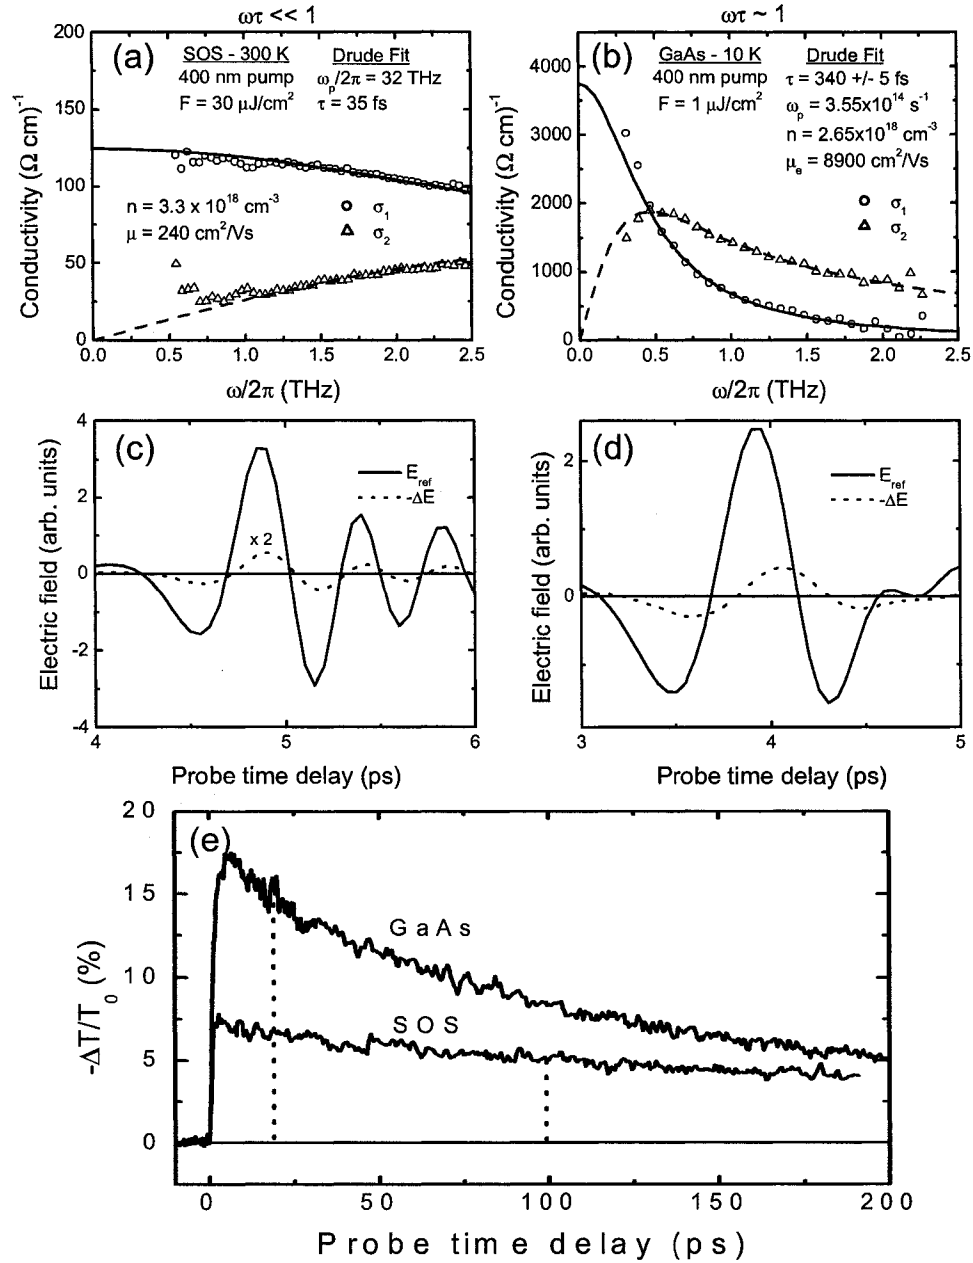 ωτ << 1
ωτ ~ 1
(a)
SOS - 300 K
400 nm pump
F = 30 μJ/cm²
Drude Fit
ωₚ/2π = 32 THz
τ = 35 fs
n = 3.3 x 10¹⁸ cm⁻³
μ = 240 cm²/Vs
σ₁
σ₂
Conductivity (Ω cm)⁻¹
200
150
100
50
0
0.0 0.5 1.0 1.5 2.0 2.5
ω/2π (THz)
(b)
GaAs - 10 K
400 nm pump
F = 1 μJ/cm²
Drude Fit
τ = 340 +/- 5 fs
ωₚ = 3.55x10¹⁴ s⁻¹
n = 2.65x10¹⁸ cm⁻³
μₑ = 8900 cm²/Vs
σ₁
σ₂
Conductivity (Ω cm)⁻¹
4000
3000
2000
1000
0
0.0 0.5 1.0 1.5 2.0 2.5
ω/2π (THz)
(c)
E_ref
-ΔE
x 2
Electric field (arb. units)
4
2
0
-2
-4
4 5 6
Probe time delay (ps)
(d)
E_ref
-ΔE
Electric field (arb. units)
2
0
3 4 5
Probe time delay (ps)
(e)
GaAs
SOS
-ΔT/T₀ (%)
20
15
10
5
0
0 50 100 150 200
Probe time delay (ps)